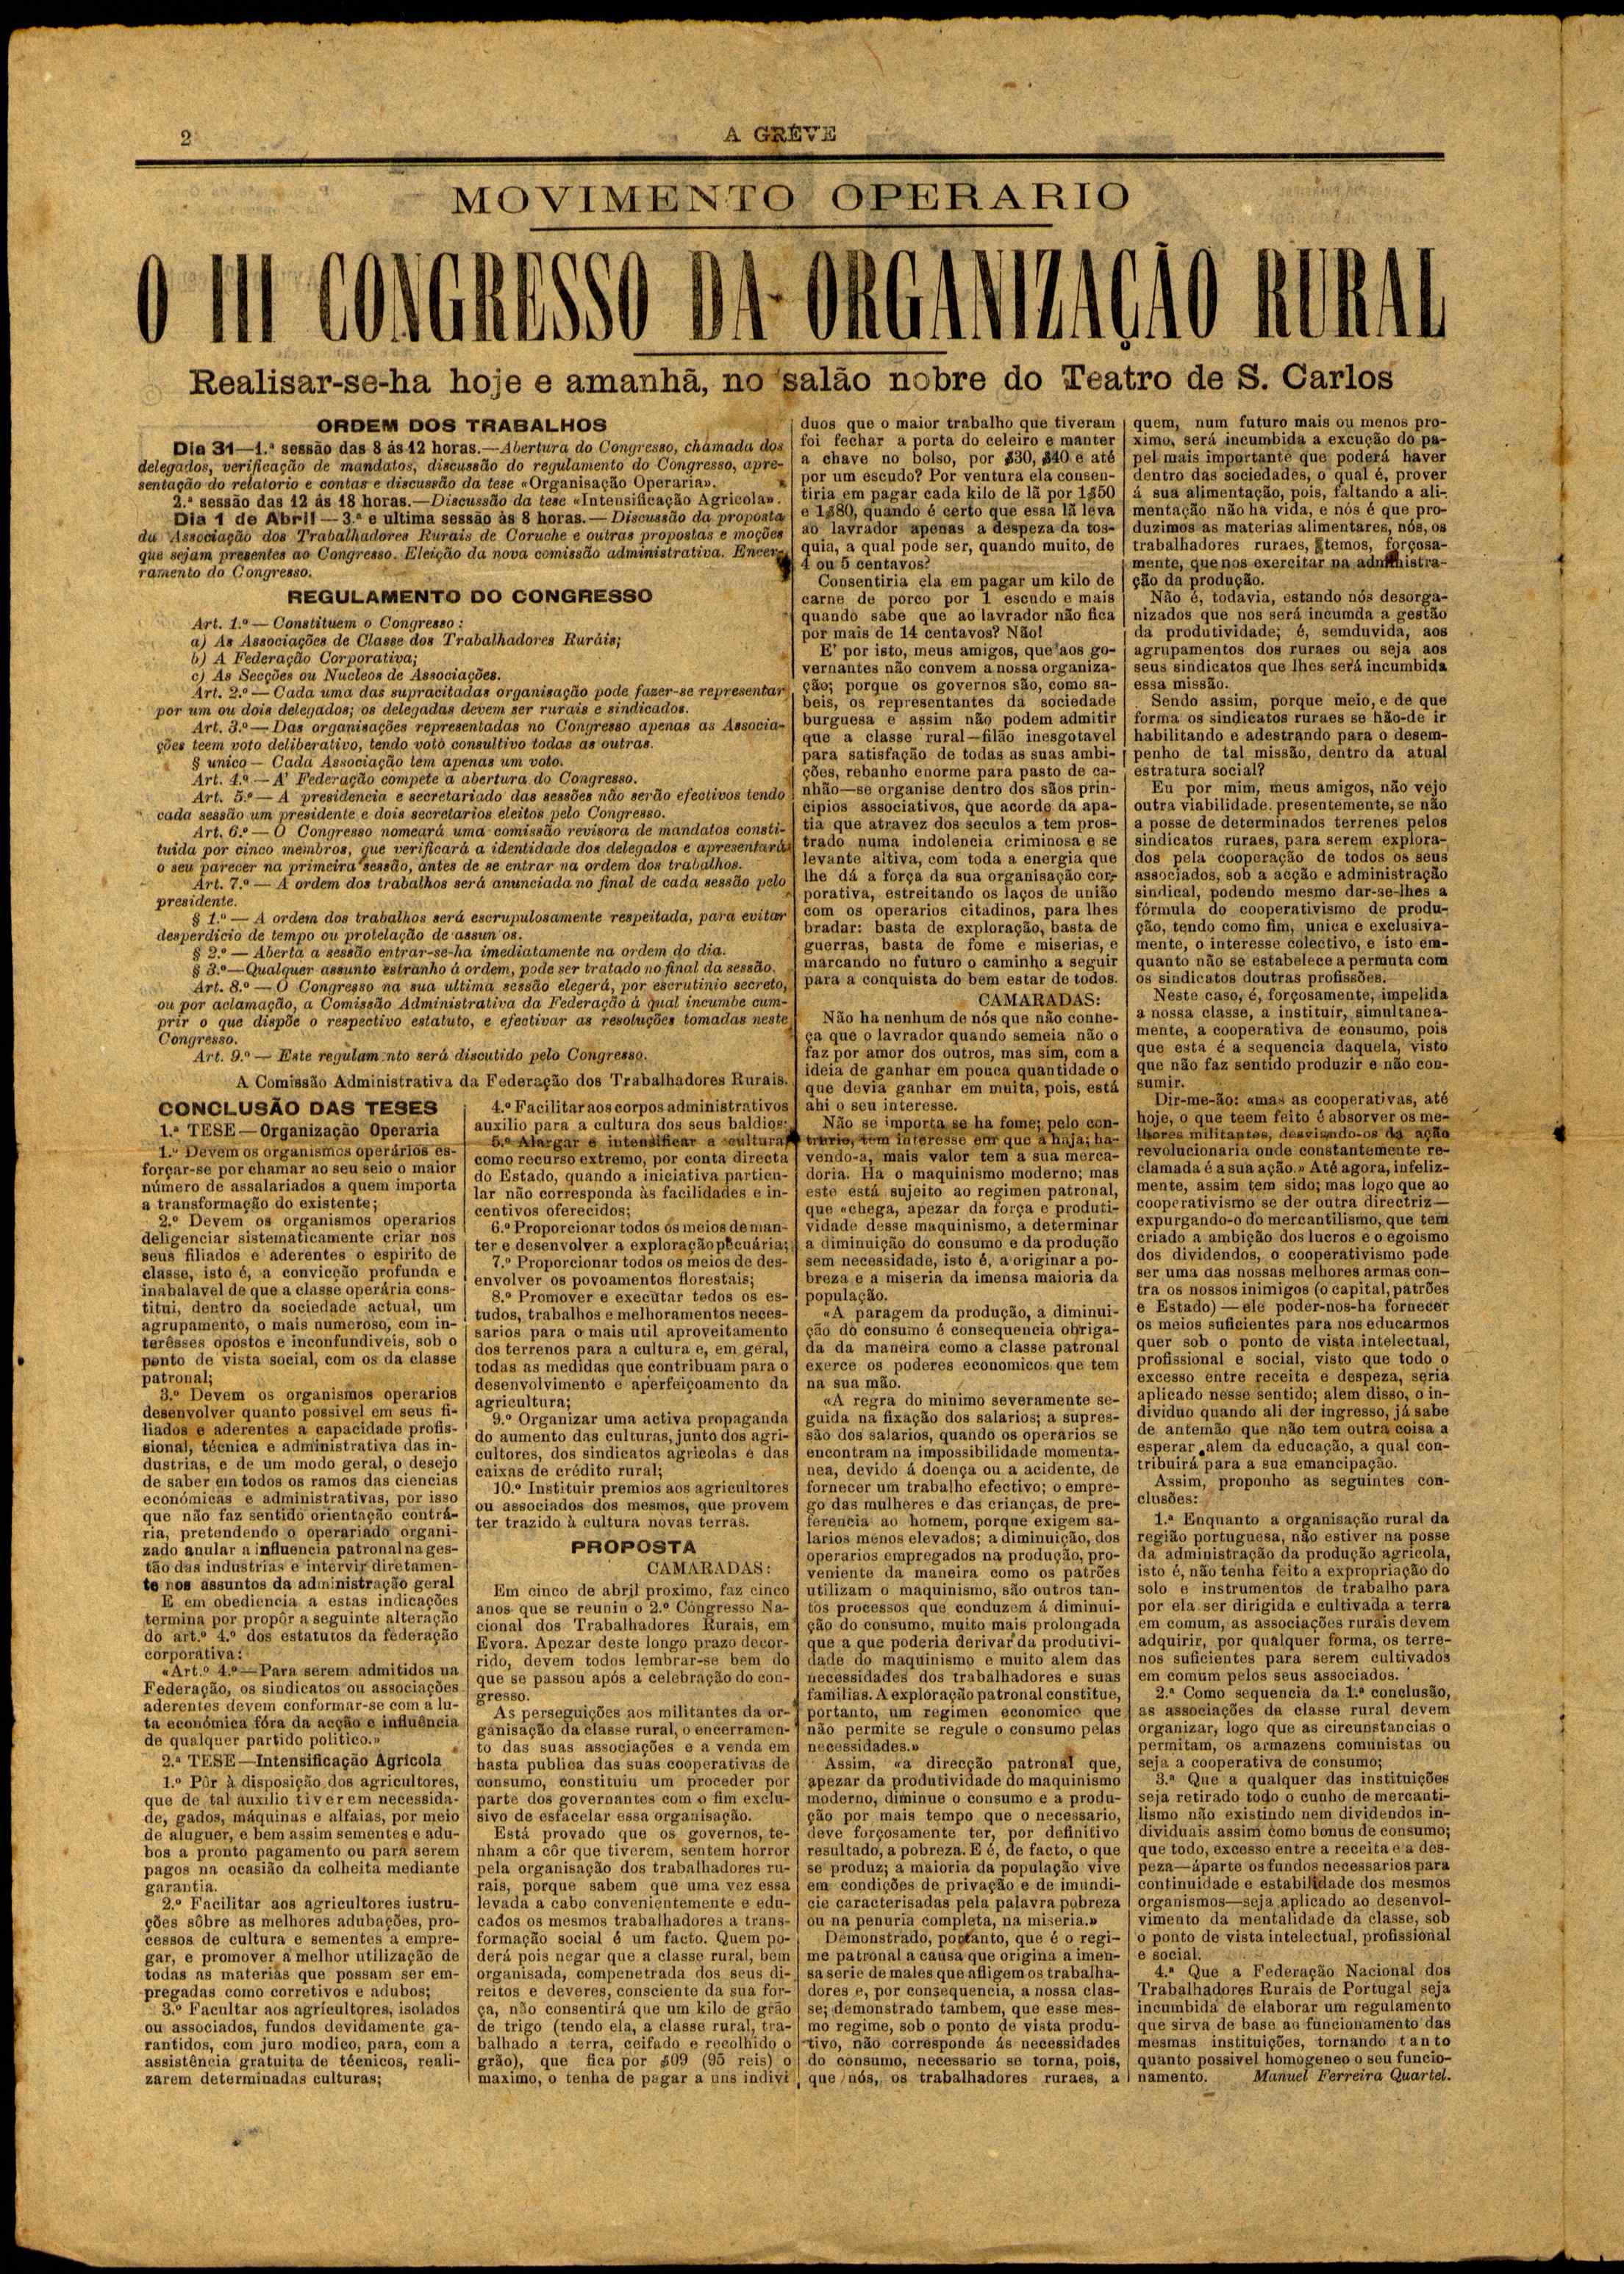 2
A GRÉVE
MOVIMENTO OPERARIO
O III CONGRESSO DA ORGANIZAÇÃO RURAL
Realisar-se-ha hoje e amanhã, no salão nobre do Teatro de S. Carlos
ORDEM DOS TRABALHOS
Dia 31—1.ª sessão das 8 ás 12 horas.—Abertura do Congresso, chamada dos
delegados, verificação de mandatos, discussão do regulamento do Congresso, apre-
sentação do relatorio e contas e discussão da tese «Organisação Operaria».
2.ª sessão das 12 ás 18 horas.—Discussão da tese «Intensificação Agricola».
Dia 1 de Abril—3.ª e ultima sessão às 8 horas.—Discussão da proposta
da Associação dos Trabalhadores Rurais de Coruche e outras propostas e moções
que sejam presentes ao Congresso. Eleição da nova comissão administrativa. Encer-
ramento do Congresso.
REGULAMENTO DO CONGRESSO
Art. 1.º—Constituem o Congresso:
a) As Associações de Classe dos Trabalhadores Ruráis;
b) A Federação Corporativa;
c) As Secções ou Nucleos de Associações.
Art. 2.º—Cada uma das supracitadas organisação pode fazer-se representar
por um ou dois delegados; os delegadas devem ser rurais e sindicados.
Art. 3.º—Das organisações representadas no Congresso apenas as Associa-
ções teem voto deliberativo, tendo voto consultivo todas as outras.
§ unico—Cada Associação tem apenas um voto.
Art. 4.º—A' Federação compete a abertura do Congresso.
Art. 5.º—A presidencia e secretariado das sessões não serão efectivos tendo
cada sessão um presidente e dois secretarios eleitos pelo Congresso.
Art. 6.º—O Congresso nomeará uma comissão revisora de mandatos consti-
tuida por cinco membros, que verificará a identidade dos delegados e apresentará
o seu parecer na primeira sessão, antes de se entrar na ordem dos trabalhos.
Art. 7.º—A ordem dos trabalhos será anunciada no final de cada sessão pelo
presidente.
§ 1.º—A ordem dos trabalhos será escrupulosamente respeitada, para evitar
desperdicio de tempo ou protelação de assun os.
§ 2.º—Aberta a sessão entrar-se-ha imediatamente na ordem do dia.
§ 3.º—Qualquer assunto estranho á ordem, pode ser tratado no final da sessão.
Art. 8.º—O Congresso na sua ultima sessão elegerá, por escrutinio secreto,
ou por aclamação, a Comissão Administrativa da Federação á qual incumbe cum-
prir o que dispõe o respectivo estatuto, e efectivar as resoluções tomadas neste
Congresso.
Art. 9.º—Este regulam nto será discutido pelo Congresso.
A Comissão Administrativa da Federação dos Trabalhadores Rurais.
CONCLUSÃO DAS TESES
1.ª TESE—Organização Operaria
1.º Devem os organismos operários es-
forçar-se por chamar ao seu seio o maior
número de assalariados a quem importa
a transformação do existente;
2.º Devem os organismos operarios
deligenciar sistematicamente criar nos
seus filiados e aderentes o espirito de
classe, isto é, a convicção profunda e
inabalavel de que a classe operária cons-
titui, dentro da sociedade actual, um
agrupamento, o mais numeroso, com in-
terêsses opostos e inconfundiveis, sob o
ponto de vista social, com os da classe
patronal;
3.º Devem os organismos operarios
desenvolver quanto possivel em seus fi-
liados e aderentes a capacidade profis-
sional, técnica e administrativa das in-
dustrias, e de um modo geral, o desejo
de saber em todos os ramos das ciencias
económicas e administrativas, por isso
que não faz sentido orientação contrá-
ria, pretendendo o operariado organi-
zado anular a influencia patronal na ges-
tão das industrias e intervir diretamen-
te nos assuntos da administração geral
E em obediencia a estas indicações
termina por propôr a seguinte alteração
do art.º 4.º dos estatutos da federação
corporativa:
«Art.º 4.º—Para serem admitidos na
Federação, os sindicatos ou associações
aderentes devem conformar-se com a lu-
ta económica fóra da acção e influência
de qualquer partido politico.»
2.ª TESE—Intensificação Agrícola
1.º Pôr à disposição dos agricultores,
que de tal auxilio tiverem necessida-
de, gados, máquinas e alfaias, por meio
de aluguer, e bem assim sementes e adu-
bos a pronto pagamento ou para serem
pagos na ocasião da colheita mediante
garantia.
2.º Facilitar aos agricultores iustru-
ções sôbre as melhores adubações, pro-
cessos de cultura e sementes a empre-
gar, e promover a melhor utilização de
todas as materias que possam ser em-
pregadas como corretivos e adubos;
3.º Facultar aos agricultores, isolados
ou associados, fundos devidamente ga-
rantidos, com juro modico, para, com a
assistência gratuita de técnicos, reali-
zarem determinadas culturas;
4.º Facilitar aos corpos administrativos
auxilio para a cultura dos seus baldios;
5.º Alargar e intensificar a cultura,
como recurso extremo, por conta directa
do Estado, quando a iniciativa particu-
lar não corresponda às facilidades e in-
centivos oferecidos;
6.º Proporcionar todos os meios de man-
ter e desenvolver a exploração pecuária;
7.º Proporcionar todos os meios de des-
envolver os povoamentos florestais;
8.º Promover e executar todos os es-
tudos, trabalhos e melhoramentos neces-
sarios para o mais util aproveitamento
dos terrenos para a cultura e, em geral,
todas as medidas que contribuam para o
desenvolvimento e aperfeiçoamento da
agricultura;
9.º Organizar uma activa propaganda
do aumento das culturas, junto dos agri-
cultores, dos sindicatos agricolas e das
caixas de crédito rural;
10.º Instituir premios aos agricultores
ou associados dos mesmos, que provem
ter trazido à cultura novas terras.
PROPOSTA
CAMARADAS:
Em cinco de abril proximo, faz cinco
anos que se reuniu o 2.º Congresso Na-
cional dos Trabalhadores Rurais, em
Evora. Apezar deste longo prazo decor-
rido, devem todos lembrar-se bem do
que se passou após a celebração do con-
gresso.
As perseguições aos militantes da or-
ganisação da classe rural, o encerramen-
to das suas associações e a venda em
hasta publica das suas cooperativas de
consumo, constituiu um proceder por
parte dos governantes com o fim exclu-
sivo de esfacelar essa organisação.
Está provado que os governos, te-
nham a côr que tiverem, sentem horror
pela organisação dos trabalhadores ru-
rais, porque sabem que uma vez essa
levada a cabo convenientemente e edu-
cados os mesmos trabalhadores a trans-
formação social é um facto. Quem po-
derá pois negar que a classe rural, bem
organisada, compenetrada dos seus di-
reitos e deveres, consciente da sua for-
ça, não consentirá que um kilo de grão
de trigo (tendo ela, a classe rural, tra-
balhado a terra, ceifado e recolhido o
grão), que fica por $09 (95 reis) o
maximo, o tenha de pagar a uns indivi
duos que o maior trabalho que tiveram
foi fechar a porta do celeiro e manter
a chave no bolso, por $30, $40 e até
por um escudo? Por ventura ela consen-
tiria em pagar cada kilo de lã por 1$50
e 1$80, quando é certo que essa lã leva
ao lavrador apenas a despeza da tos-
quia, a qual pode ser, quando muito, de
4 ou 5 centavos?
Consentiria ela em pagar um kilo de
carne de porco por 1 escudo e mais
quando sabe que ao lavrador não fica
por mais de 14 centavos? Não!
E' por isto, meus amigos, que aos go-
vernantes não convem a nossa organiza-
ção; porque os governos são, como sa-
beis, os representantes da sociedade
burguesa e assim não podem admitir
que a classe rural—filão inesgotavel
para satisfação de todas as suas ambi-
ções, rebanho enorme para pasto de ca-
nhão—se organise dentro dos sãos prin-
cipios associativos, que acorde da apa-
tia que atravez dos seculos a tem pros-
trado numa indolencia criminosa e se
levante altiva, com toda a energia que
lhe dá a força da sua organisação cor-
porativa, estreitando os laços de união
com os operarios citadinos, para lhes
bradar: basta de exploração, basta de
guerras, basta de fome e miserias, e
marcando no futuro o caminho a seguir
para a conquista do bem estar de todos.
CAMARADAS:
Não ha nenhum de nós que não conhe-
ça que o lavrador quando semeia não o
faz por amor dos outros, mas sim, com a
ideia de ganhar em pouca quantidade o
que devia ganhar em muita, pois, está
ahi o seu interesse.
Não se importa se ha fome; pelo con-
trario, tem interesse em que a haja; ha-
vendo-a, mais valor tem a sua merca-
doria. Ha o maquinismo moderno; mas
este está sujeito ao regimen patronal,
que «chega, apezar da força e produti-
vidade desse maquinismo, a determinar
a diminuição do consumo e da produção
sem necessidade, isto é, a originar a po-
breza e a miseria da imensa maioria da
população.
«A paragem da produção, a diminui-
ção do consumo é consequencia obriga-
da da maneira como a classe patronal
exerce os poderes economicos que tem
na sua mão.
«A regra do minimo severamente se-
guida na fixação dos salarios; a supres-
são dos salarios, quando os operarios se
encontram na impossibilidade momenta-
nea, devido á doença ou a acidente, de
fornecer um trabalho efectivo; o empre-
go das mulheres e das crianças, de pre-
ferencia ao homem, porque exigem sa-
larios menos elevados; a diminuição, dos
operarios empregados na produção, pro-
veniente da maneira como os patrões
utilizam o maquinismo, são outros tan-
tos processos que conduzem á diminui-
ção do consumo, muito mais prolongada
que a que poderia derivar da produtivi-
dade do maquinismo e muito alem das
necessidades dos trabalhadores e suas
familias. A exploração patronal constitue,
portanto, um regimen economico que
não permite se regule o consumo pelas
necessidades.»
Assim, «a direcção patronal que,
apezar da produtividade do maquinismo
moderno, diminue o consumo e a produ-
ção por mais tempo que o necessario,
deve forçosamente ter, por definitivo
resultado, a pobreza. E é, de facto, o que
se produz; a maioria da população vive
em condições de privação e de imundi-
cie caracterisadas pela palavra pobreza
ou na penuria completa, na miseria.»
Demonstrado, portanto, que é o regi-
me patronal a causa que origina a imen-
sa serie de males que afligem os trabalha-
dores e, por consequencia, a nossa clas-
se; demonstrado tambem, que esse mes-
mo regime, sob o ponto de vista produ-
tivo, não corresponde ás necessidades
do consumo, necessario se torna, pois,
que nós, os trabalhadores ruraes, a
quem, num futuro mais ou menos pro-
ximo, será incumbida a excução do pa-
pel mais importante que poderá haver
dentro das sociedades, o qual é, prover
á sua alimentação, pois, faltando a ali-
mentação não ha vida, e nós é que pro-
duzimos as materias alimentares, nós, os
trabalhadores ruraes, temos, forçosa-
mente, que nos exercitar na administra-
ção da produção.
Não é, todavia, estando nós desorga-
nizados que nos será incumda a gestão
da produtividade; é, semduvida, aos
agrupamentos dos ruraes ou seja aos
seus sindicatos que lhes será incumbida
essa missão.
Sendo assim, porque meio, e de que
forma os sindicatos ruraes se hão-de ir
habilitando e adestrando para o desem-
penho de tal missão, dentro da atual
estratura social?
Eu por mim, meus amigos, não vejo
outra viabilidade. presentemente, se não
a posse de determinados terrenes pelos
sindicatos ruraes, para serem explora-
dos pela cooperação de todos os seus
associados, sob a acção e administração
sindical, podendo mesmo dar-se-lhes a
fórmula do cooperativismo de produ-
ção, tendo como fim, unica e exclusiva-
mente, o interesse colectivo, e isto em-
quanto não se estabelece a permuta com
os sindicatos doutras profissões.
Neste caso, é, forçosamente, impelida
a nossa classe, a instituir, simultanea-
mente, a cooperativa de consumo, pois
que esta é a sequencia daquela, visto
que não faz sentido produzir e não con-
sumir.
Dir-me-ão: «mas as cooperativas, até
hoje, o que teem feito é absorver os me-
lhores militantes, desviando-os da ação
revolucionaria onde constantemente re-
clamada é a sua ação.» Até agora, infeliz-
mente, assim tem sido; mas logo que ao
cooperativismo se der outra directriz—
expurgando-o do mercantilismo, que tem
criado a ambição dos lucros e o egoismo
dos dividendos, o cooperativismo pode
ser uma das nossas melhores armas con-
tra os nossos inimigos (o capital, patrões
e Estado)—ele poder-nos-ha fornecer
os meios suficientes para nos educarmos
quer sob o ponto de vista intelectual,
profissional e social, visto que todo o
excesso entre receita e despeza, seria
aplicado nesse sentido; alem disso, o in-
dividuo quando ali der ingresso, já sabe
de antemão que não tem outra coisa a
esperar alem da educação, a qual con-
tribuirá para a sua emancipação.
Assim, proponho as seguintes con-
clusões:
1.ª Enquanto a organisação rural da
região portuguesa, não estiver na posse
da administração da produção agricola,
isto é, não tenha feito a expropriação do
solo e instrumentos de trabalho para
por ela ser dirigida e cultivada a terra
em comum, as associações rurais devem
adquirir, por qualquer forma, os terre-
nos suficientes para serem cultivados
em comum pelos seus associados.
2.ª Como sequencia da 1.ª conclusão,
as associações da classe rural devem
organizar, logo que as circunstancias o
permitam, os armazens comunistas ou
seja a cooperativa de consumo;
3.ª Que a qualquer das instituições
seja retirado todo o cunho de mercanti-
lismo não existindo nem dividendos in-
dividuais assim como bonus de consumo;
que todo, excesso entre a receita e a des-
peza—áparte os fundos necessarios para
continuidade e estabilidade dos mesmos
organismos—seja aplicado ao desenvol-
vimento da mentalidade da classe, sob
o ponto de vista intelectual, profissional
e social.
4.ª Que a Federação Nacional dos
Trabalhadores Rurais de Portugal seja
incumbida de elaborar um regulamento
que sirva de base ao funcionamento das
mesmas instituições, tornando tanto
quanto possivel homogeneo o seu funcio-
namento. Manuel Ferreira Quartel.